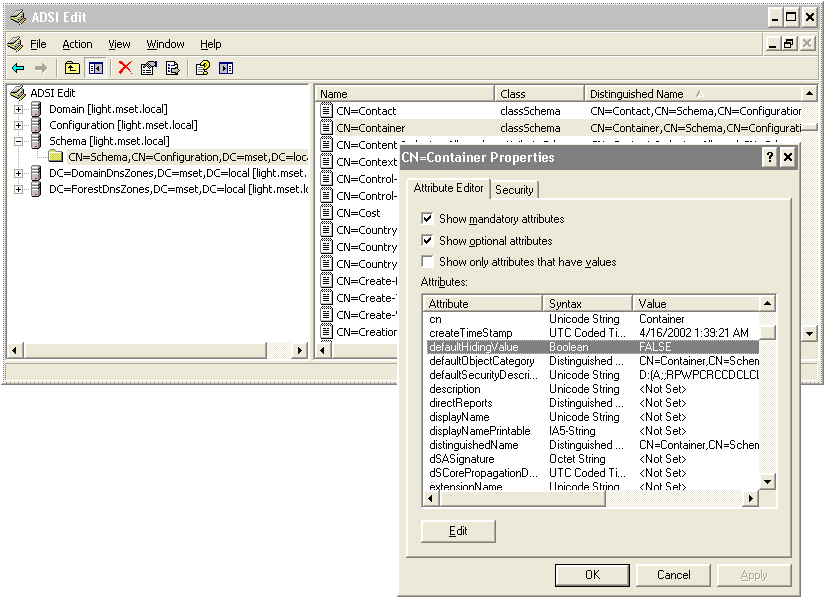 ADSI Edit
File Action View Window Help
ADSI Edit
Domain [light.mset.local]
Configuration [light.mset.local]
Schema [light.mset.local]
CN=Schema,CN=Configuration,DC=mset,DC=loc
DC=DomainDnsZones,DC=mset,DC=local [light.mset.
DC=ForestDnsZones,DC=mset,DC=local [light.mset.lo
Name Class Distinguished Name
CN=Contact classSchema CN=Contact,CN=Schema,CN=Configuration
CN=Container classSchema CN=Container,CN=Schema,CN=Configuratio
CN=Content
CN=Context
CN=Control-
CN=Control-
CN=Cost
CN=Country
CN=Country
CN=Country
CN=Create-
CN=Create-
CN=Create-
CN=Creation
CN=Container Properties
Attribute Editor Security
Show mandatory attributes
Show optional attributes
Show only attributes that have values
Attributes:
Attribute Syntax Value
cn Unicode String Container
createTimeStamp UTC Coded Ti... 4/16/2002 1:39:21 AM
defaultHidingValue Boolean FALSE
defaultObjectCategory Distinguished ... CN=Container,CN=Schem
defaultSecurityDescri... Unicode String D:(A;;RPWPCRCCDCLCL
description Unicode String <Not Set>
directReports Distinguished ... <Not Set>
displayName Unicode String <Not Set>
displayNamePrintable IA5-String <Not Set>
distinguishedName Distinguished ... CN=Container,CN=Schem
dSASignature Octet String <Not Set>
dSCorePropagationD... UTC Coded Ti... <Not Set>
extensionName Unicode String <Not Set>
Edit
OK Cancel Apply